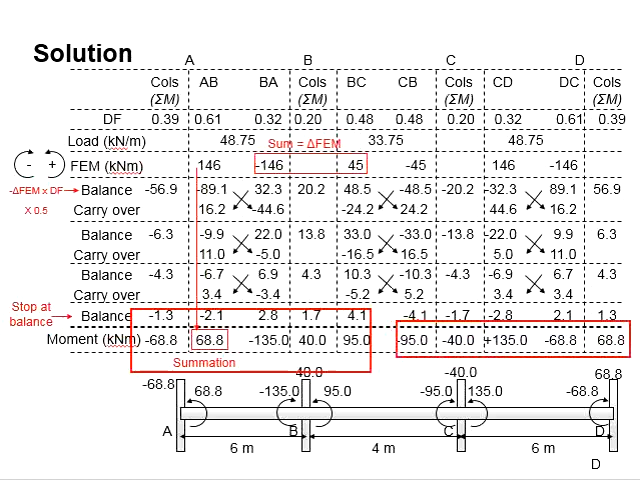 Solution
A B C D
Cols AB BA Cols BC CB Cols CD DC Cols
(ΣM) (ΣM) (ΣM) (ΣM)
DF 0.39 0.61 0.32 0.20 0.48 0.48 0.20 0.32 0.61 0.39
Load (kN/m) 48.75 33.75 48.75
Sum = ΔFEM
- + FEM (kNm) 146 -146 45 -45 146 -146
-ΔFEM x DF Balance -56.9 -89.1 32.3 20.2 48.5 -48.5 -20.2 -32.3 89.1 56.9
X 0.5 Carry over 16.2 -44.6 -24.2 24.2 44.6 16.2
Balance -6.3 -9.9 22.0 13.8 33.0 -33.0 -13.8 -22.0 9.9 6.3
Carry over 11.0 -5.0 -16.5 16.5 5.0 11.0
Balance -4.3 -6.7 6.9 4.3 10.3 -10.3 -4.3 -6.9 6.7 4.3
Carry over 3.4 -3.4 -5.2 5.2 3.4 3.4
Stop at balance Balance -1.3 -2.1 2.8 1.7 4.1 -4.1 -1.7 -2.8 2.1 1.3
Moment (kNm) -68.8 68.8 -135.0 40.0 95.0 -95.0 -40.0 +135.0 -68.8 68.8
Summation
-68.8 40.0 -40.0 68.8
68.8 -135.0 95.0 -95.0 135.0 -68.8
A B C D
6 m 4 m 6 m
D